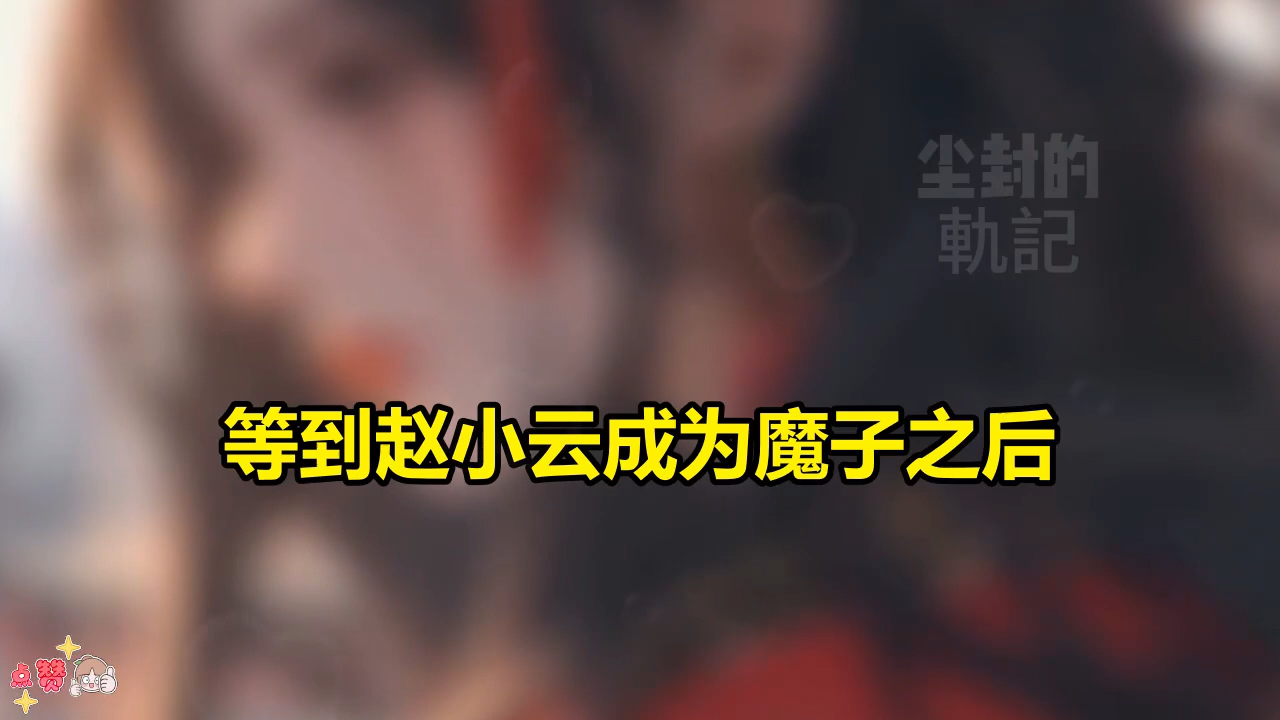 尘封的
軌記
等到赵小云成为魔子之后
点赞